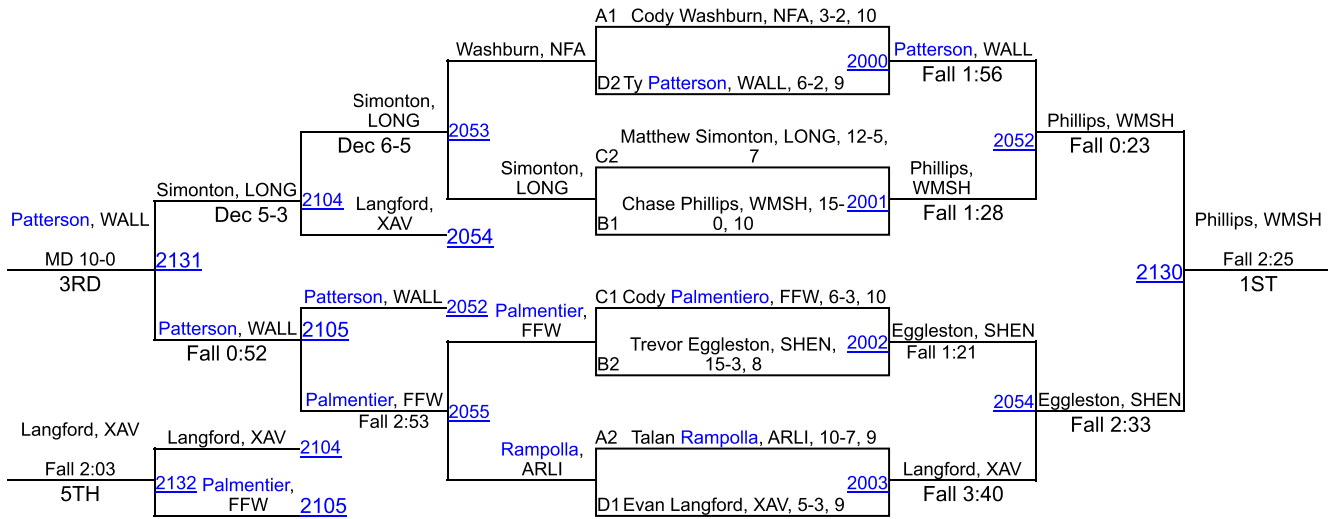 A1 Cody Washburn, NFA, 3-2, 10
Washburn, NFA
2000
Patterson, WALL
Fall 1:56
D2 Ty Patterson, WALL, 6-2, 9
Simonton,
LONG
Dec 6-5
2053
Matthew Simonton, LONG, 12-5,
7
C2
2052
Phillips, WMSH
Fall 0:23
Simonton,
LONG
Phillips,
WMSH
Fall 1:28
Simonton, LONG
Dec 5-3
2104
Langford,
XAV
2054
Chase Phillips, WMSH, 15-
0, 10
B1
2001
Patterson, WALL
MD 10-0
3RD
2131
Phillips, WMSH
Fall 2:25
1ST
2130
Patterson, WALL
2052
Palmentier,
FFW
C1 Cody Palmentiero, FFW, 6-3, 10
Patterson, WALL
Fall 0:52
2105
Trevor Eggleston, SHEN,
15-3, 8
B2
2002
Eggleston, SHEN
Fall 1:21
Palmentier, FFW
Fall 2:53
2055
2054
Eggleston, SHEN
Fall 2:33
Langford, XAV
Fall 2:03
5TH
Langford, XAV
2104
Rampolla,
ARLI
A2 Talan Rampolla, ARLI, 10-7, 9
2132
Palmentier,
FFW
2105
D1 Evan Langford, XAV, 5-3, 9
2003
Langford, XAV
Fall 3:40